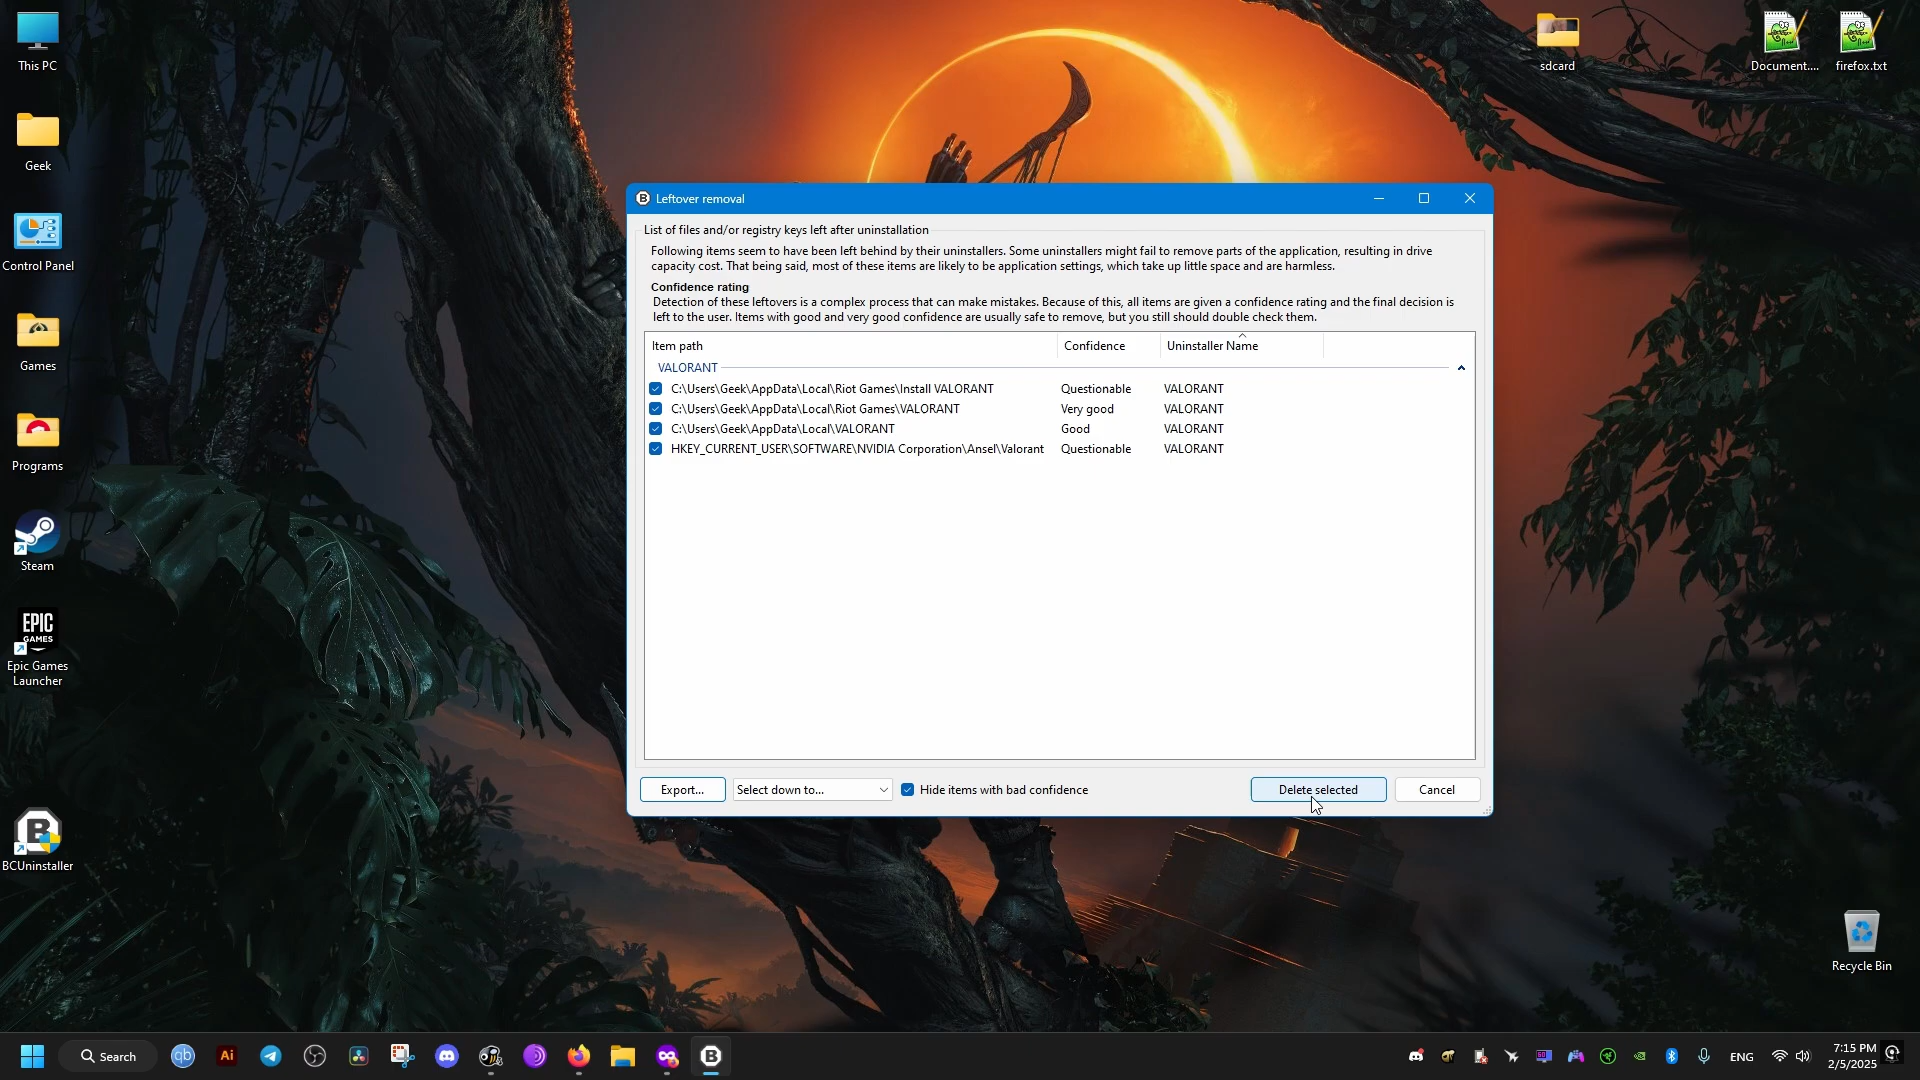 This PC
Geek
Control Panel
Games
Programs
Steam
EPIC
GAMES
Epic Games
Launcher
BCUninstaller
sdcard
Document....
firefox.txt
Recycle Bin
B Leftover removal
List of files and/or registry keys left after uninstallation
Following items seem to have been left behind by their uninstallers. Some uninstallers might fail to remove parts of the application, resulting in drive
capacity cost. That being said, most of these items are likely to be application settings, which take up little space and are harmless.
Confidence rating
Detection of these leftovers is a complex process that can make mistakes. Because of this, all items are given a confidence rating and the final decision is
left to the user. Items with good and very good confidence are usually safe to remove, but you still should double check them.
Item path Confidence Uninstaller Name
VALORANT
C:\Users\Geek\AppData\Local\Riot Games\Install VALORANT Questionable VALORANT
C:\Users\Geek\AppData\Local\Riot Games\VALORANT Very good VALORANT
C:\Users\Geek\AppData\Local\VALORANT Good VALORANT
HKEY_CURRENT_USER\SOFTWARE\NVIDIA Corporation\Ansel\Valorant Questionable VALORANT
Export... Select down to... Hide items with bad confidence Delete selected Cancel
Search qb Ai B ENG 7:15 PM
2/5/2025